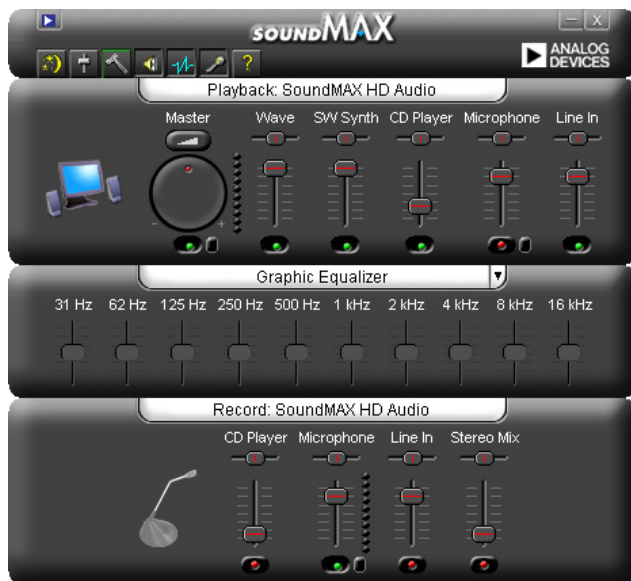 SOUNDMAX
ANALOG
DEVICES
?
Playback: SoundMAX HD Audio
Master Wave SW Synth CD Player Microphone Line In
- +
Graphic Equalizer
31 Hz 62 Hz 125 Hz 250 Hz 500 Hz 1 kHz 2 kHz 4 kHz 8 kHz 16 kHz
Record: SoundMAX HD Audio
CD Player Microphone Line In Stereo Mix